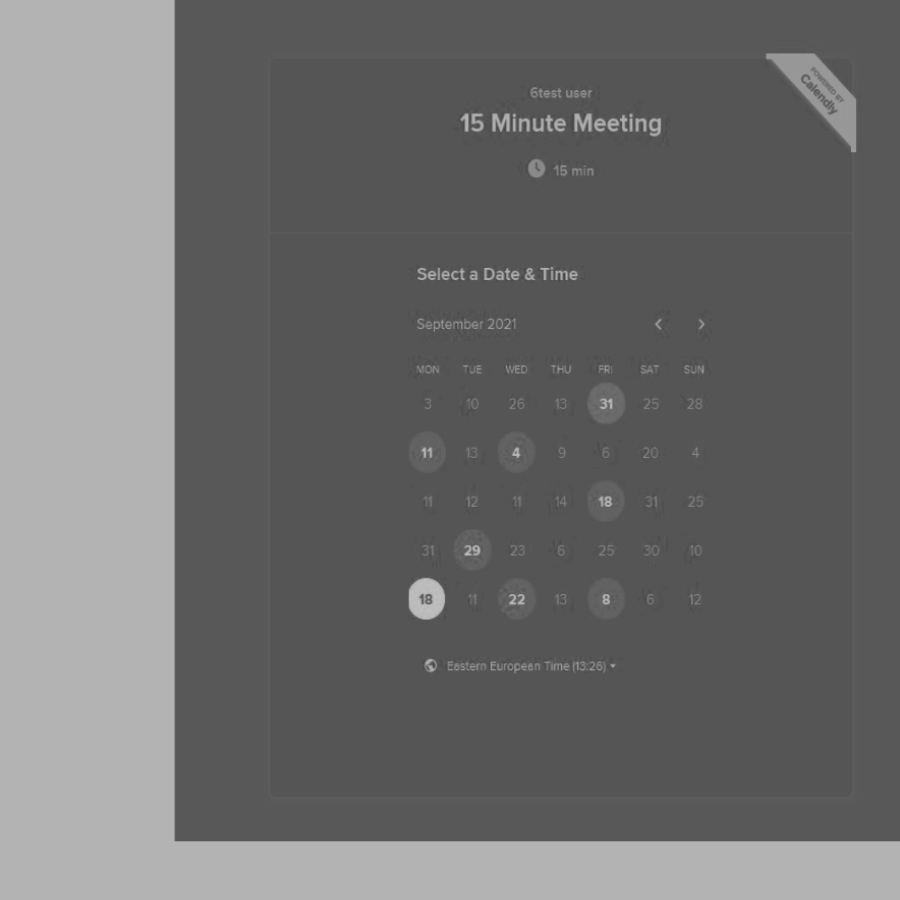 POWERED BY
Calendly
6test user
15 Minute Meeting
15 min
Select a Date & Time
September 2021
MON TUE WED THU FRI SAT SUN
3 10 26 13 31 25 28
11 13 4 9 6 20 4
11 12 11 14 18 31 25
31 29 23 6 25 30 10
18 11 22 13 8 6 12
Eastern European Time (13:26)